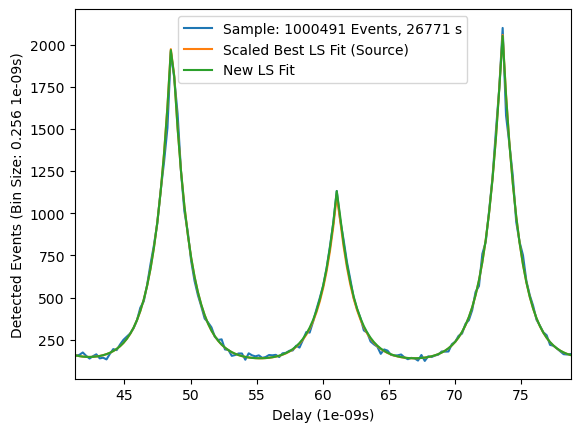 Sample: 1000491 Events, 26771 s
Scaled Best LS Fit (Source)
New LS Fit
Detected Events (Bin Size: 0.256 1e-09s)
2000
1750
1500
1250
1000
750
500
250
45 50 55 60 65 70 75
Delay (1e-09s)